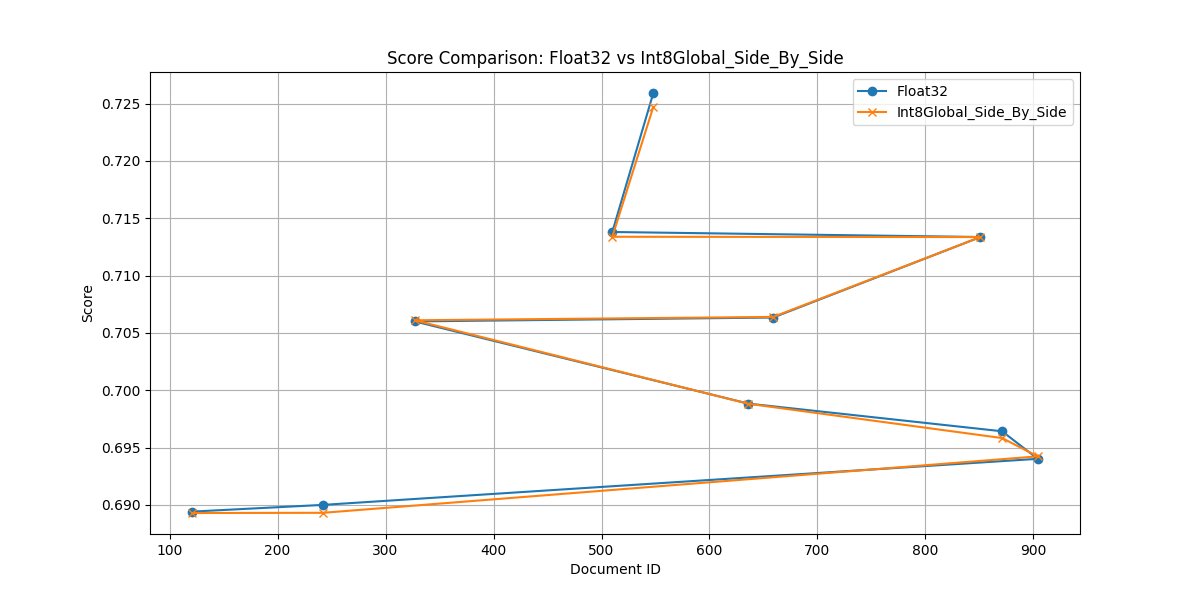 Score Comparison: Float32 vs Int8Global_Side_By_Side
Float32
Int8Global_Side_By_Side
Score
0.725
0.720
0.715
0.710
0.705
0.700
0.695
0.690
100 200 300 400 500 600 700 800 900
Document ID